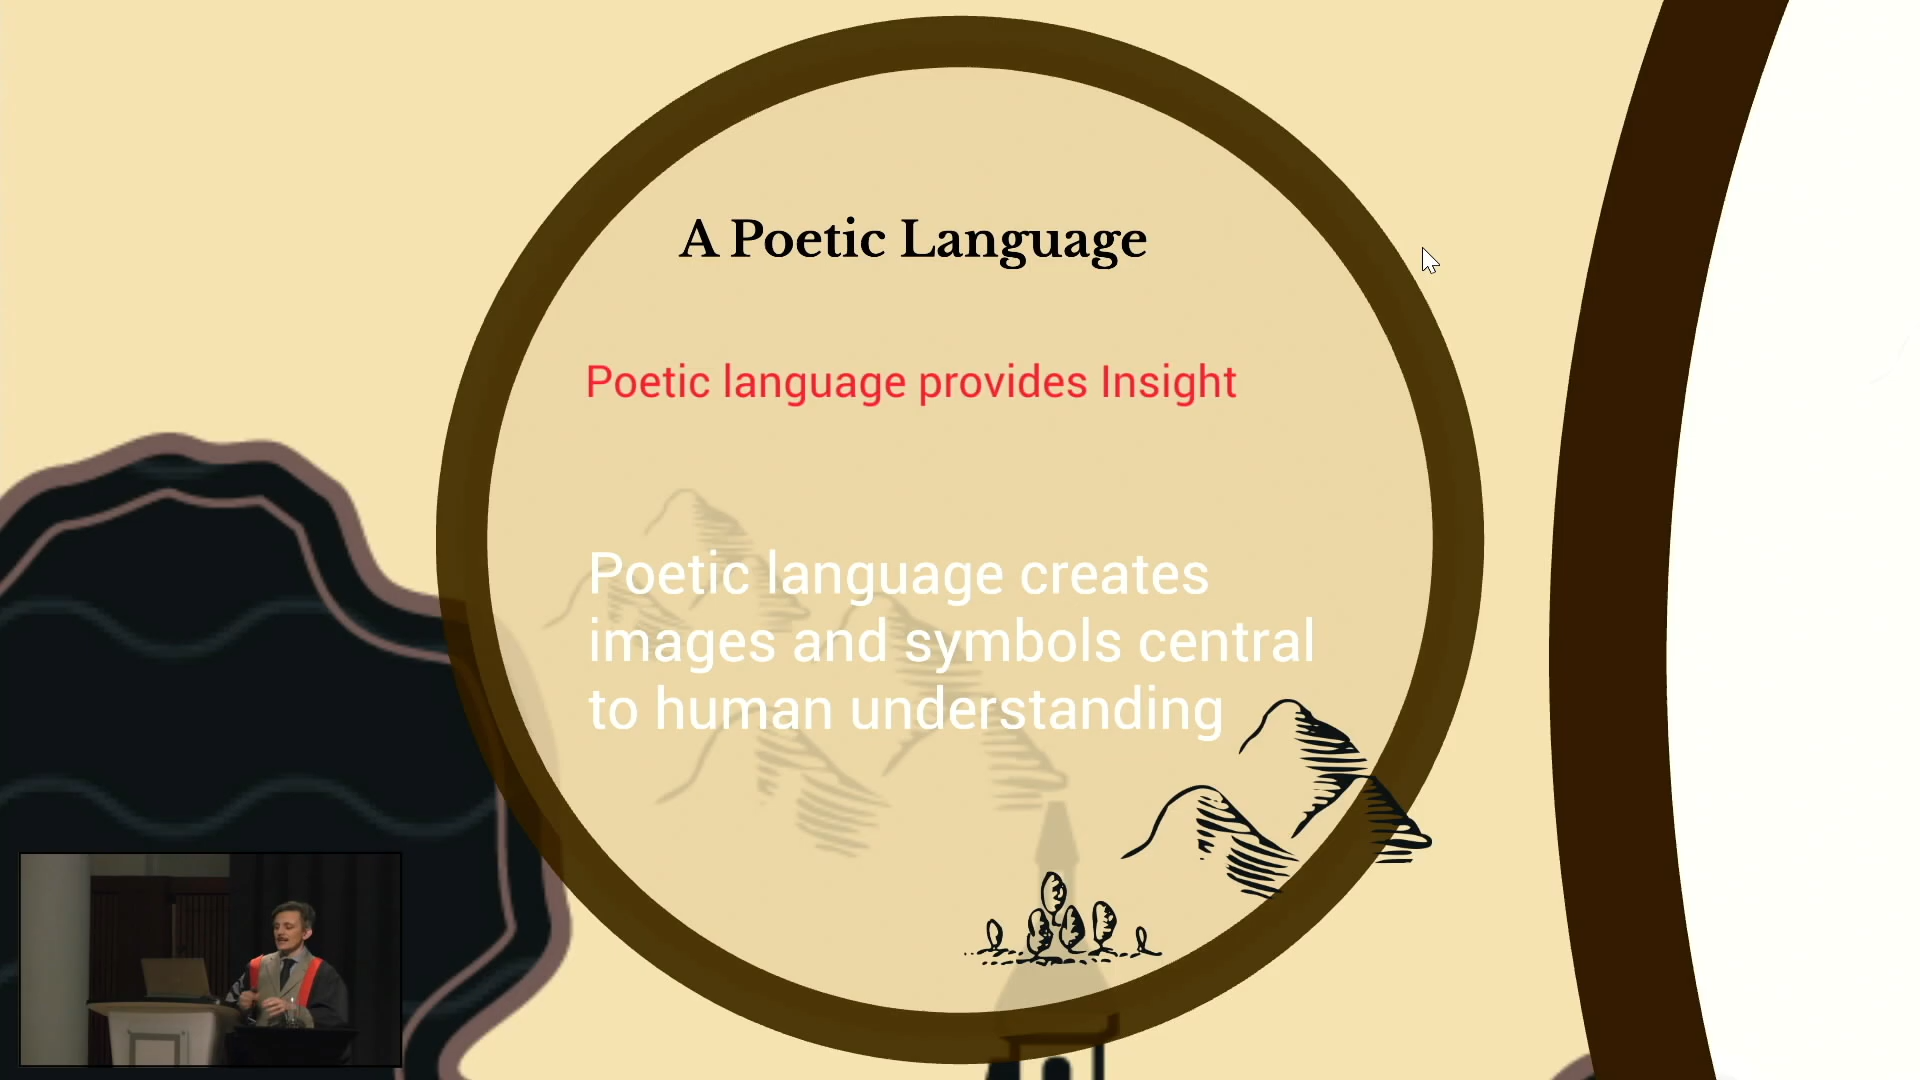 A Poetic Language
Poetic language provides Insight
Poetic language creates
images and symbols central
to human understanding